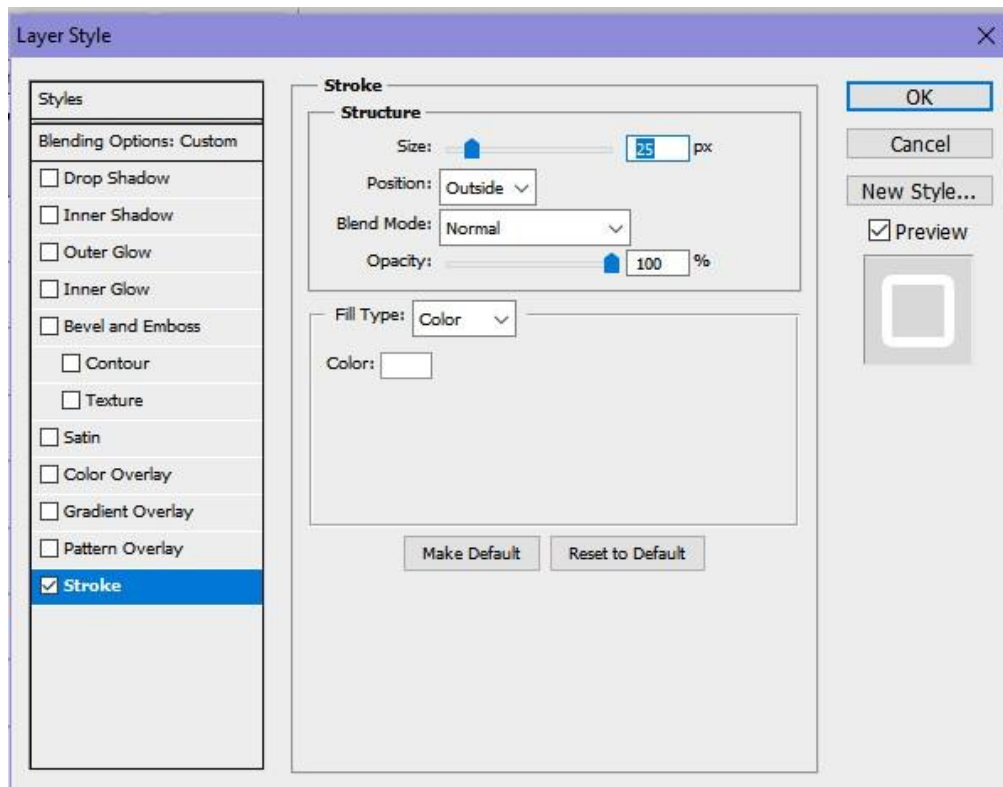 Layer Style
Styles
Blending Options: Custom
Drop Shadow
Inner Shadow
Outer Glow
Inner Glow
Bevel and Emboss
Contour
Texture
Satin
Color Overlay
Gradient Overlay
Pattern Overlay
Stroke
Stroke
Structure
Size: 25 px
Position: Outside
Blend Mode: Normal
Opacity: 100 %
Fill Type: Color
Color:
Make Default Reset to Default
OK
Cancel
New Style...
Preview